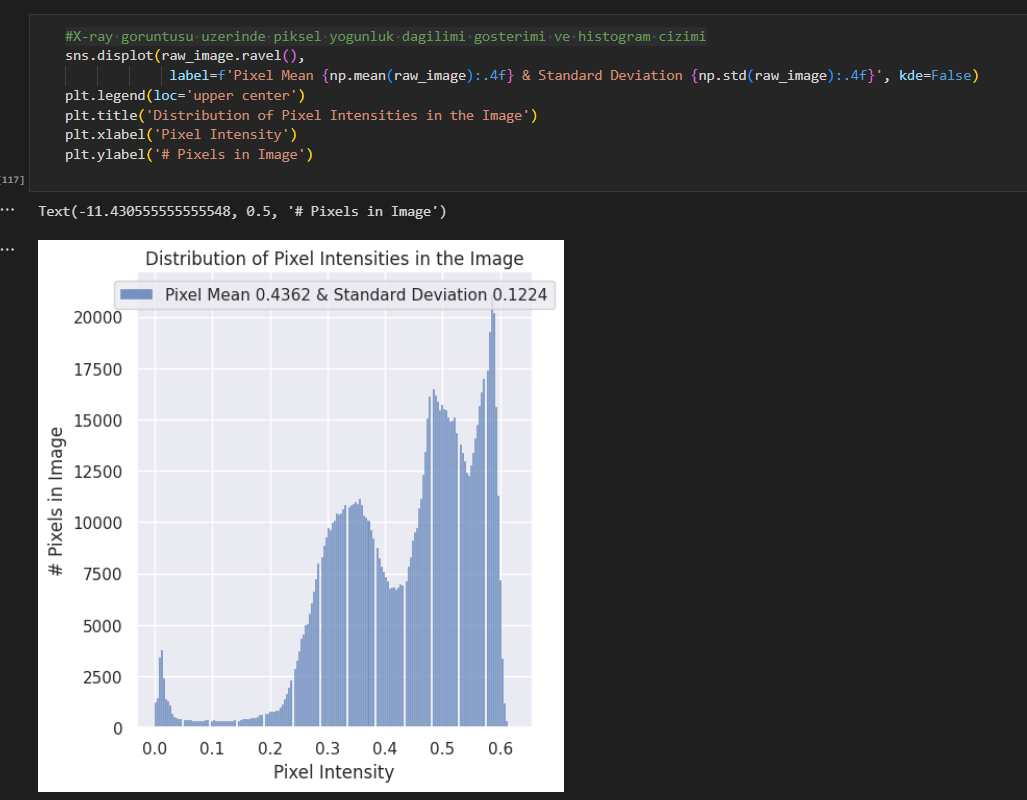 #X-ray goruntusu uzerinde piksel yogunluk dagilimi gosterimi ve histogram cizimi
sns.displot(raw_image.ravel(),
label=f'Pixel Mean {np.mean(raw_image):.4f} & Standard Deviation {np.std(raw_image):.4f}', kde=False)
plt.legend(loc='upper center')
plt.title('Distribution of Pixel Intensities in the Image')
plt.xlabel('Pixel Intensity')
plt.ylabel('# Pixels in Image')
[117]
... Text(-11.430555555555548, 0.5, '# Pixels in Image')
...
Distribution of Pixel Intensities in the Image
Pixel Mean 0.4362 & Standard Deviation 0.1224
20000
17500
15000
12500
10000
7500
5000
2500
0
# Pixels in Image
0.0 0.1 0.2 0.3 0.4 0.5 0.6
Pixel Intensity